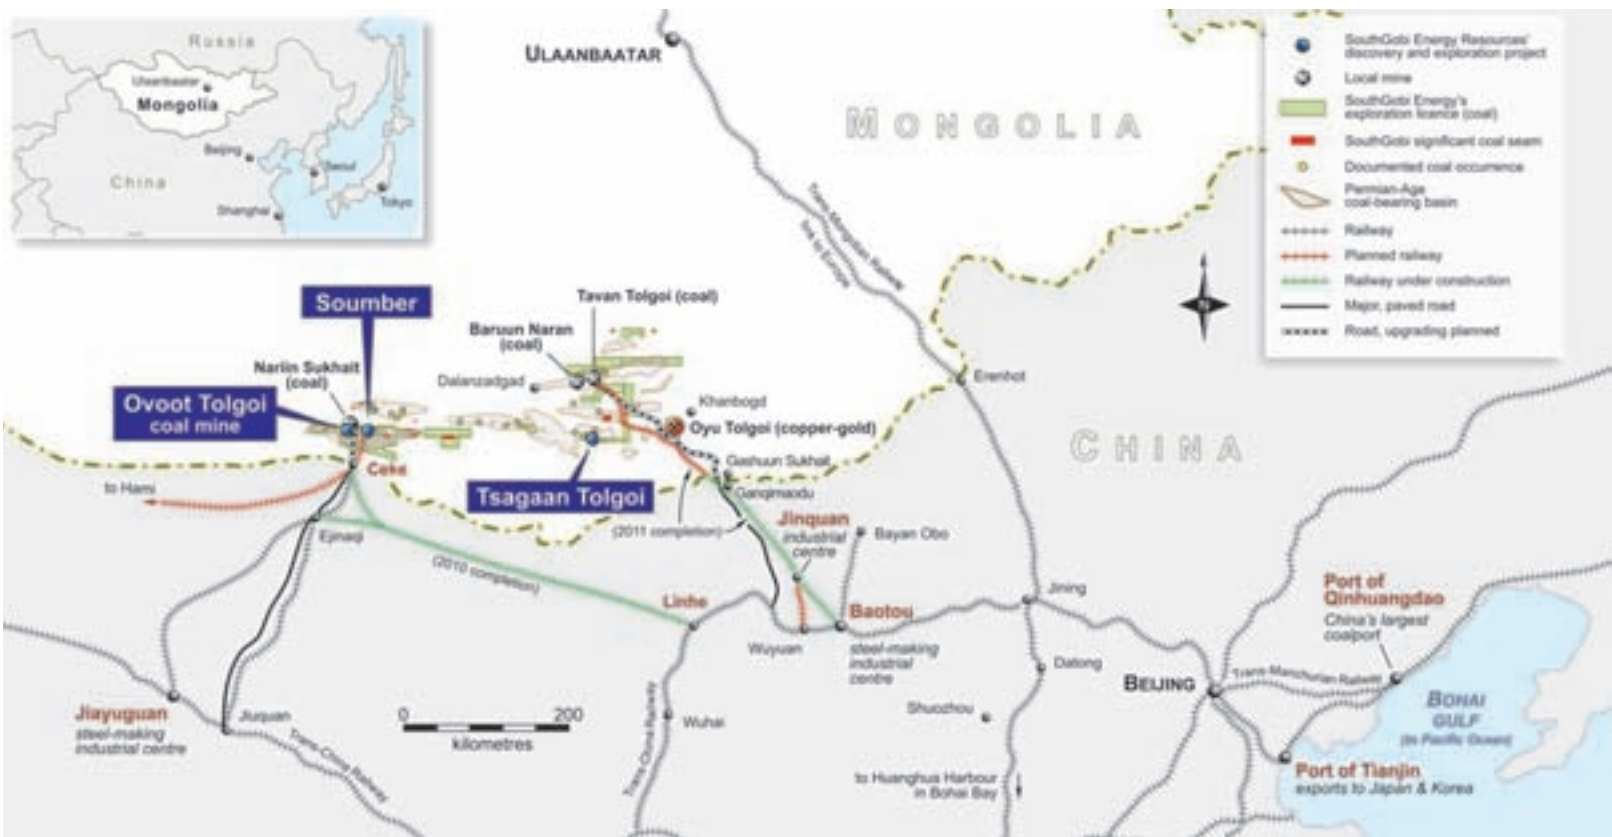 Russia
Ulaanbaatar
Mongolia
Beijing
Seoul
China
Tokyo
Shanghai
ULAANBAATAR
MONGOLIA
SouthGobi Energy Resources'
discovery and exploration project
Local mine
SouthGobi Energy's
exploration licence (coal)
SouthGobi significant coal seam
Documented coal occurrence
Permian-Age
coal-bearing basin
Railway
Planned railway
Railway under construction
Major, paved road
Road, upgrading planned
Trans-Mongolian Railway
link to Europe
N
Soumber
Tavan Tolgoi (coal)
Baruun Naran
(coal)
Narlin Sukhait
(coal)
Dalanzadgad
Erenhot
Ovoot Tolgoi
coal mine
Khanbogd
Oyu Tolgoi (copper-gold)
CHINA
Ceke
Gashuun Sukhait
to Hami
Tsagaan Tolgoi
Ganqimaodu
Jinquan
industrial
centre
(2011 completion)
Bayan Obo
Ejinaqi
(2010 completion)
Linhe
Baotou
steel-making
industrial
centre
Wuyuan
Jining
Port of
Qinhuangdao
China's largest
coalport
Datong
BEIJING
Trans-Manchurian Railway
BOHAI
GULF
(to Pacific Ocean)
Jiayuguan
steel-making
industrial centre
Jiuquan
Trans-China Railway
0 200
kilometres
Trans-China Railway
Wuhai
Shuozhou
to Huanghua Harbour
in Bohai Bay
Port of Tianjin
exports to Japan & Korea